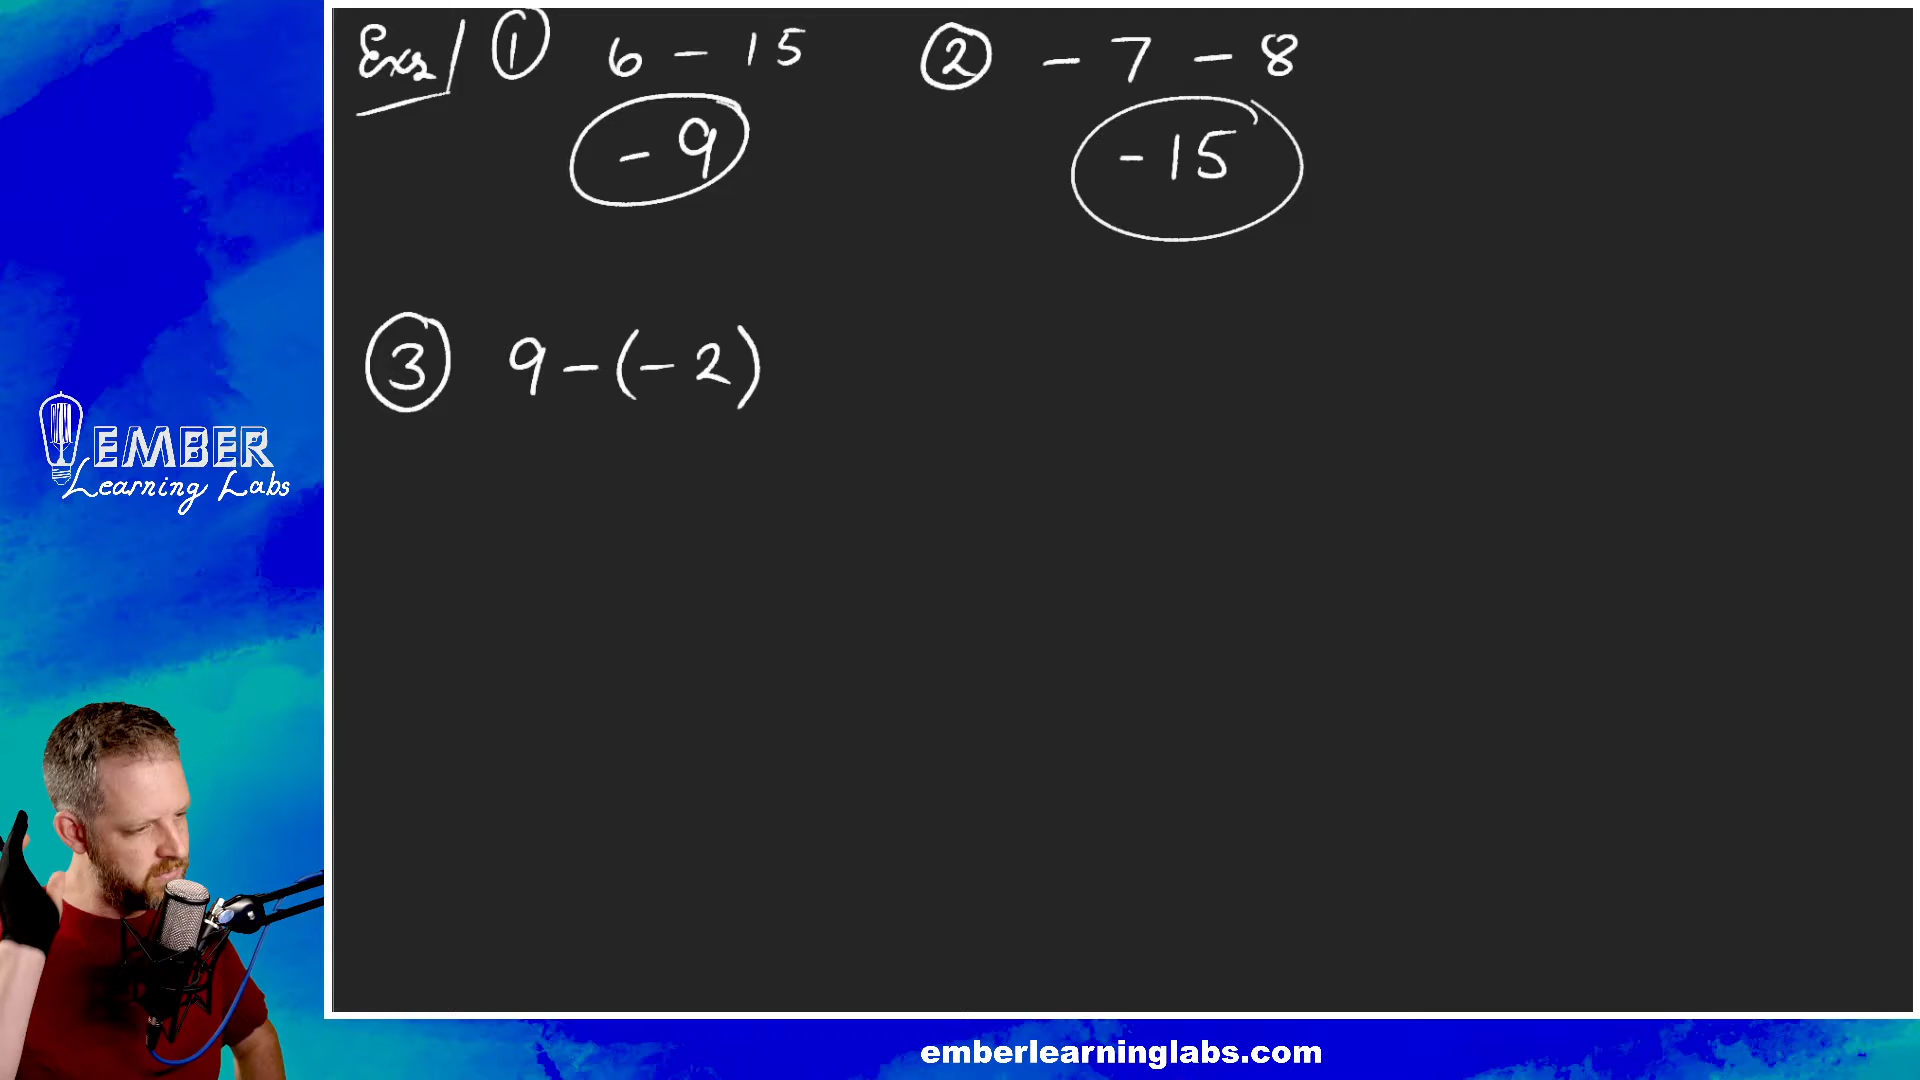 Exs/ ① 6 - 15 ② - 7 - 8
- 9 - 15
③ 9 - (- 2)
EMBER
Learning Labs
emberlearninglabs.com